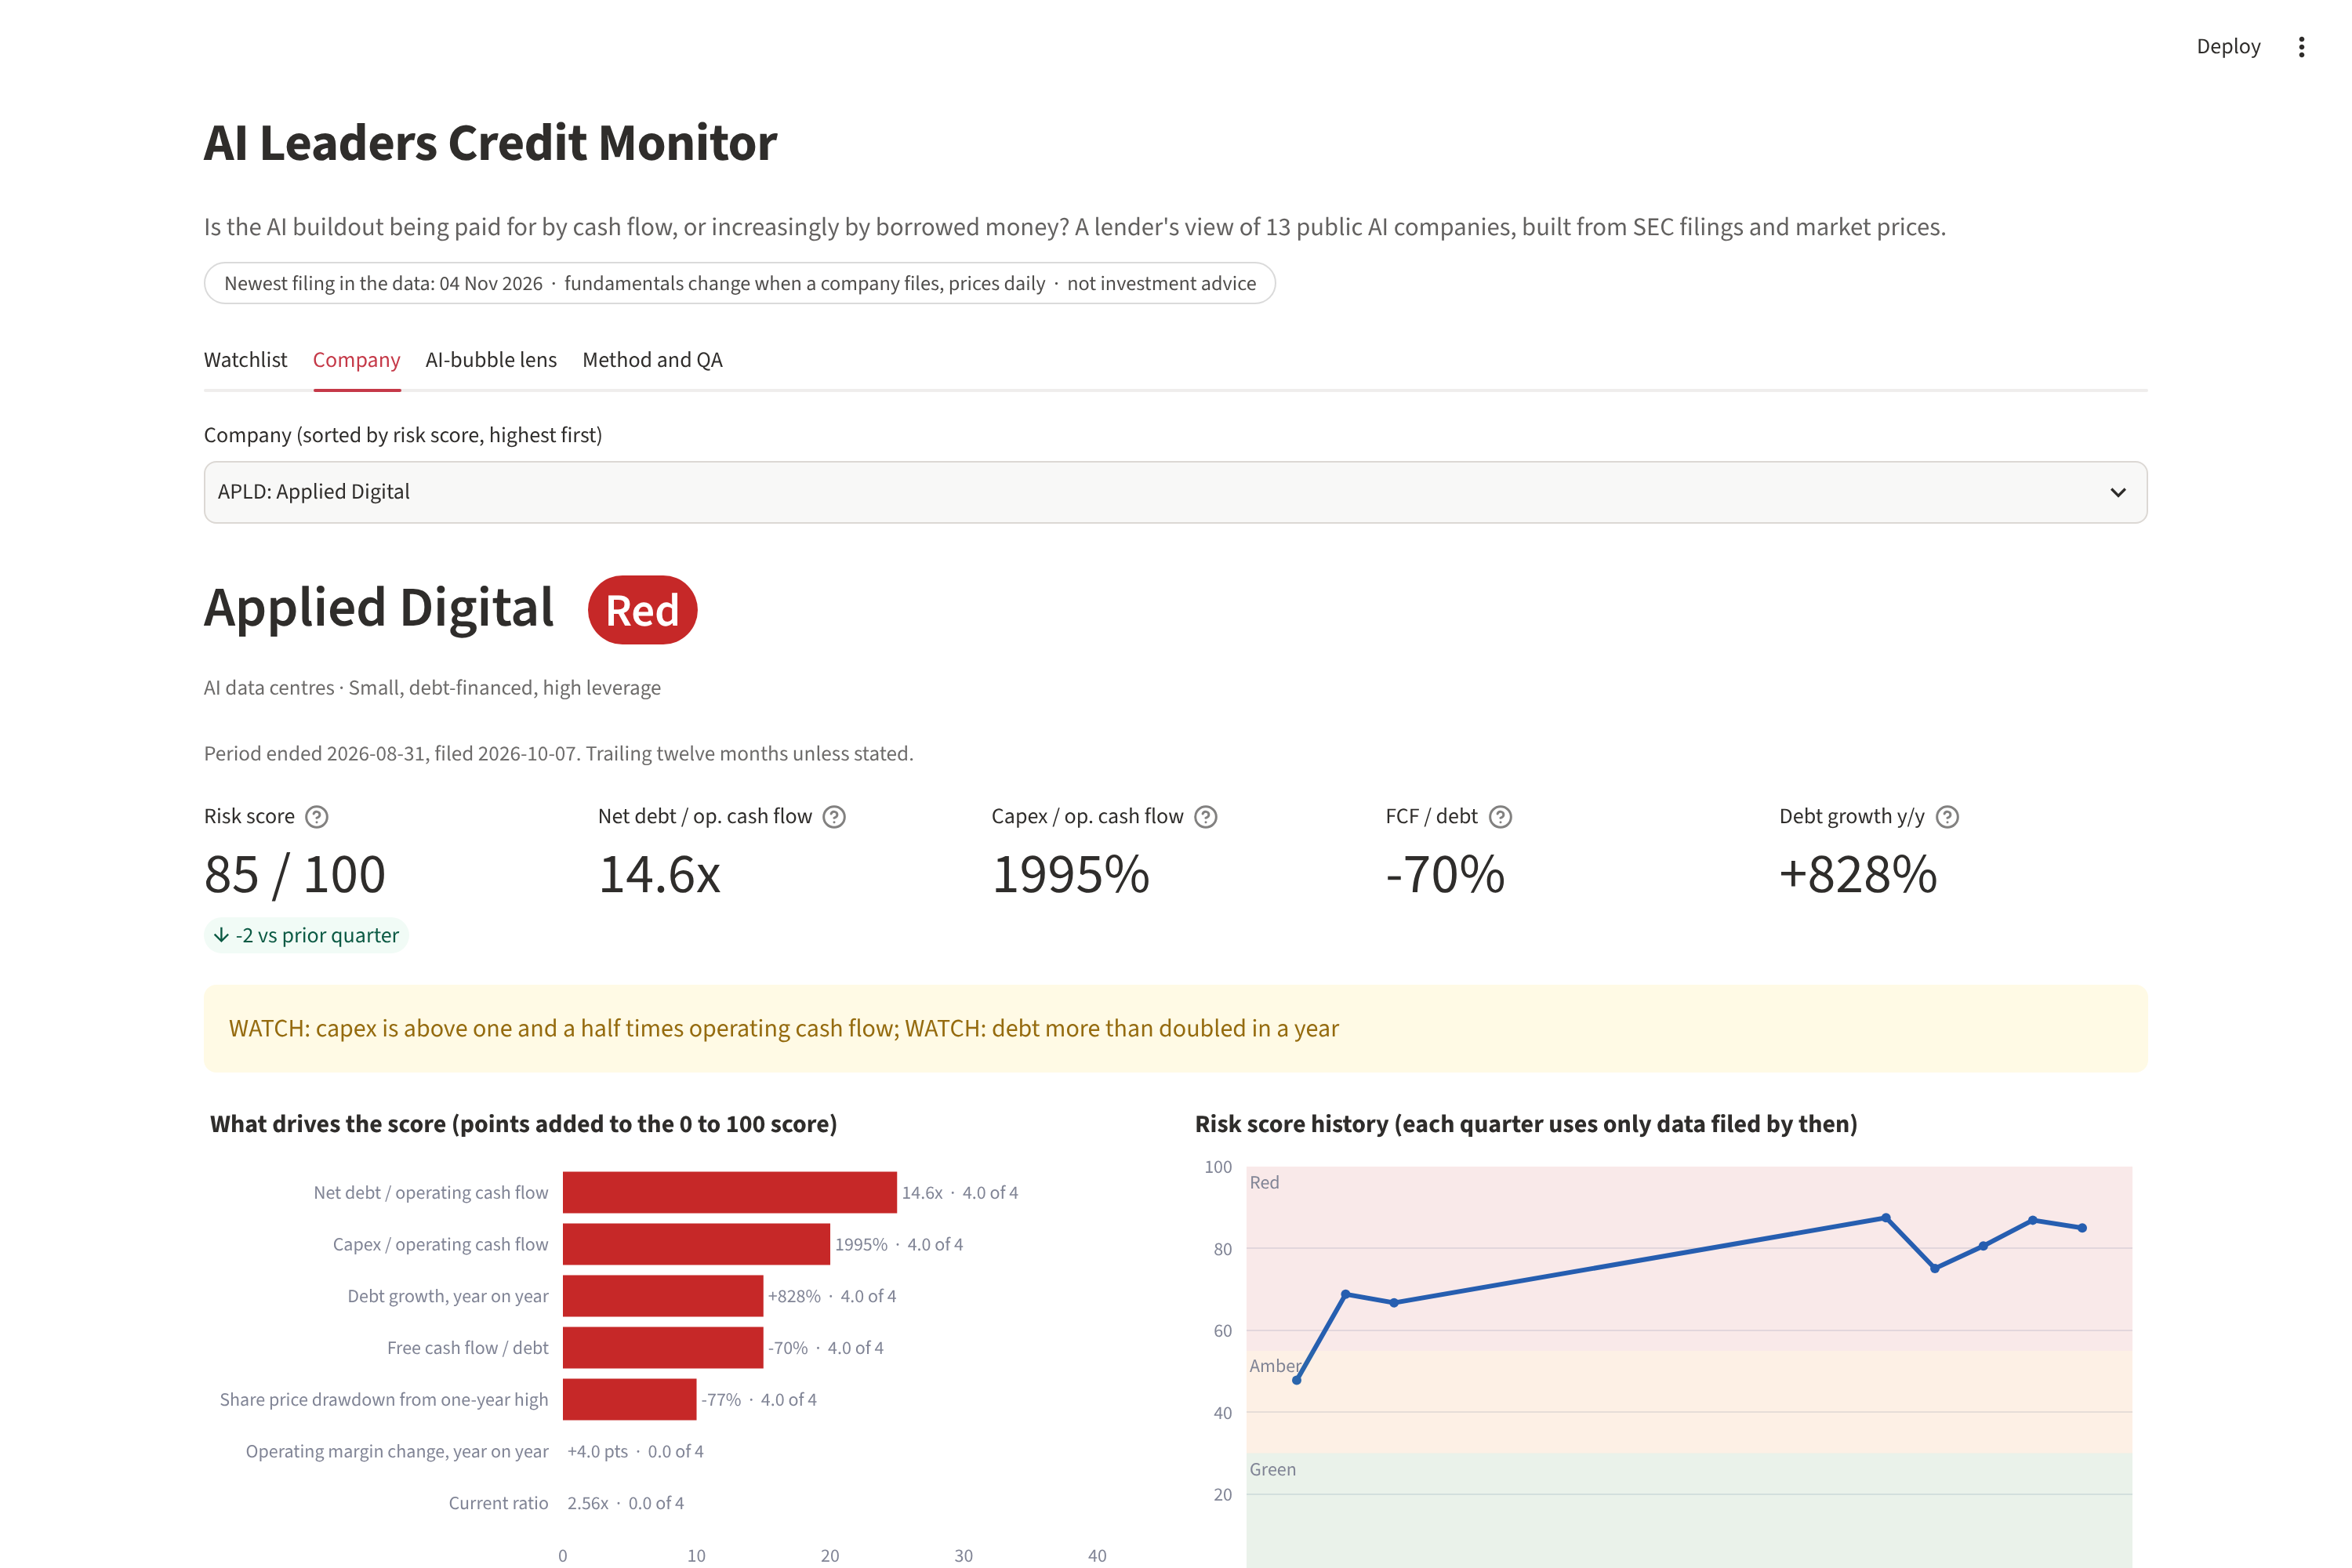 Deploy
AI Leaders Credit Monitor
Is the AI buildout being paid for by cash flow, or increasingly by borrowed money? A lender's view of 13 public AI companies, built from SEC filings and market prices.
Newest filing in the data: 04 Nov 2026 · fundamentals change when a company files, prices daily · not investment advice
Watchlist Company AI-bubble lens Method and QA
Company (sorted by risk score, highest first)
APLD: Applied Digital
Applied Digital Red
AI data centres · Small, debt-financed, high leverage
Period ended 2026-08-31, filed 2026-10-07. Trailing twelve months unless stated.
Risk score Net debt / op. cash flow Capex / op. cash flow FCF / debt Debt growth y/y
85 / 100 14.6x 1995% -70% +828%
-2 vs prior quarter
WATCH: capex is above one and a half times operating cash flow; WATCH: debt more than doubled in a year
What drives the score (points added to the 0 to 100 score)
Net debt / operating cash flow 14.6x · 4.0 of 4
Capex / operating cash flow 1995% · 4.0 of 4
Debt growth, year on year +828% · 4.0 of 4
Free cash flow / debt -70% · 4.0 of 4
Share price drawdown from one-year high -77% · 4.0 of 4
Operating margin change, year on year +4.0 pts · 0.0 of 4
Current ratio 2.56x · 0.0 of 4
0 10 20 30 40
Risk score history (each quarter uses only data filed by then)
100
Red
80
60
Amber
40
Green
20